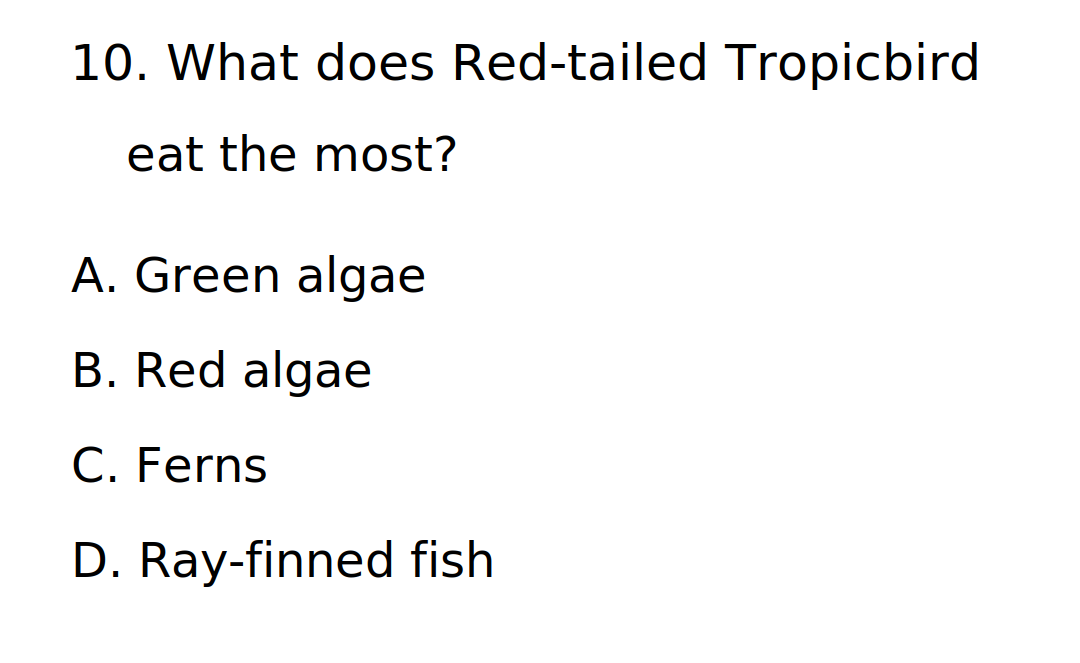 10. What does Red-tailed Tropicbird
eat the most?
A. Green algae
B. Red algae
C. Ferns
D. Ray-finned fish